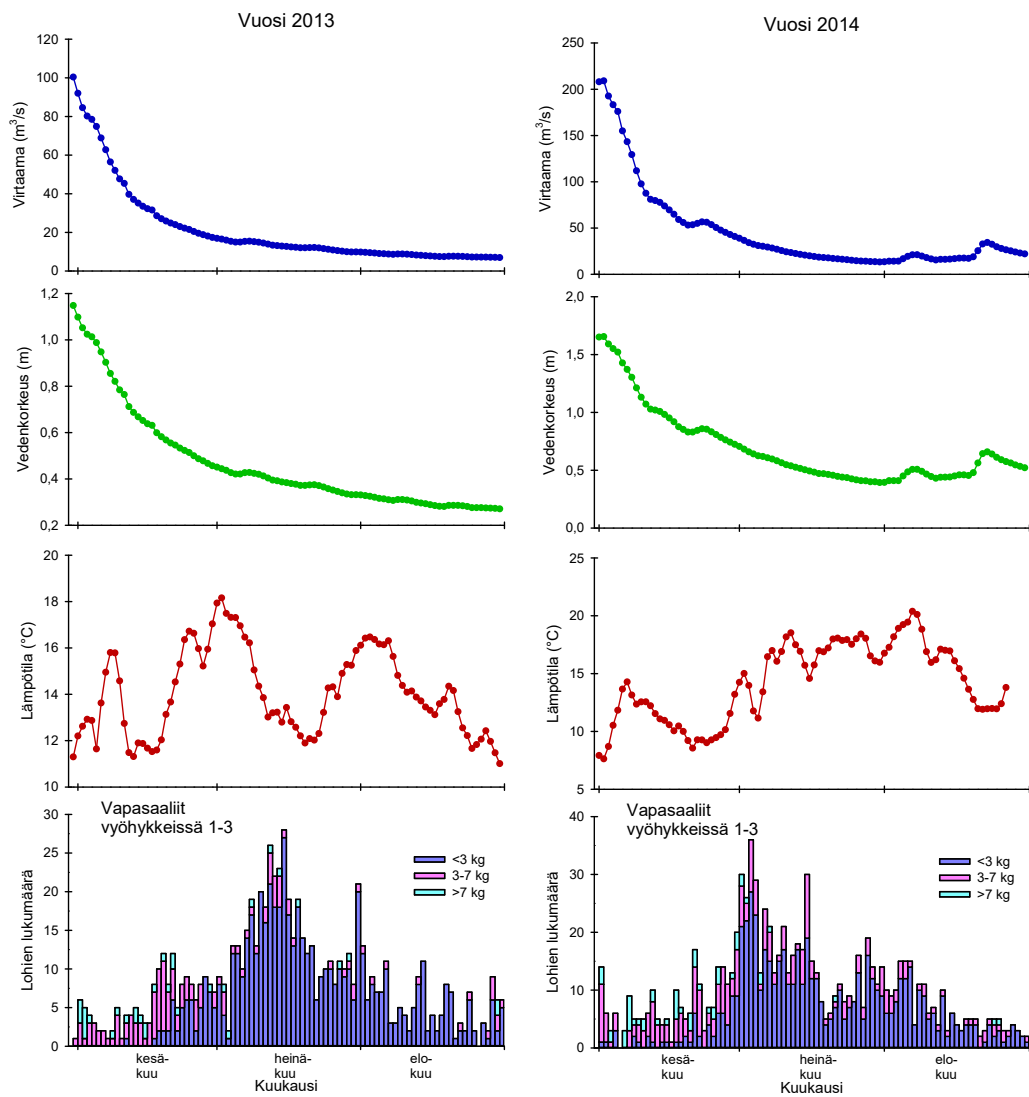 Vuosi 2013
Virtaama (m³/s)
120
100
80
60
40
20
0
Vedenkorkeus (m)
1,2
1,0
0,8
0,6
0,4
0,2
Lämpötila (°C)
20
18
16
14
12
10
Vapasaaliit
vyöhykkeissä 1-3
<3 kg
3-7 kg
>7 kg
Lohien lukumäärä
30
25
20
15
10
5
0
kesä-
kuu
heinä-
kuu
elo-
kuu
Kuukausi
Vuosi 2014
Virtaama (m³/s)
250
200
150
100
50
0
Vedenkorkeus (m)
2,0
1,5
1,0
0,5
0,0
Lämpötila (°C)
25
20
15
10
5
Vapasaaliit
vyöhykkeissä 1-3
<3 kg
3-7 kg
>7 kg
Lohien lukumäärä
40
30
20
10
0
kesä-
kuu
heinä-
kuu
elo-
kuu
Kuukausi